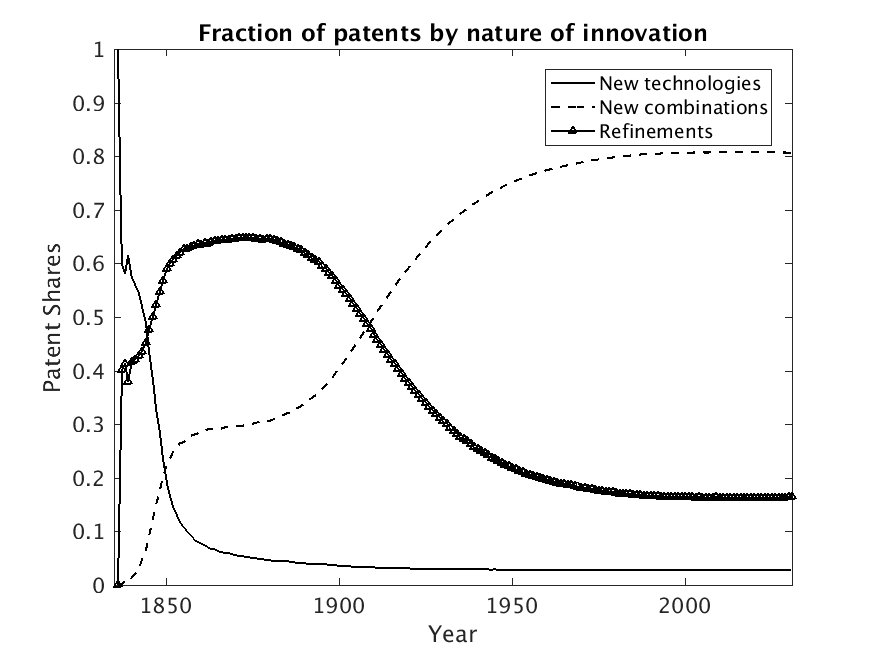 Fraction of patents by nature of innovation
New technologies
New combinations
Refinements
1
0.9
0.8
0.7
0.6
0.5
0.4
0.3
0.2
0.1
0
Patent Shares
1850 1900 1950 2000
Year